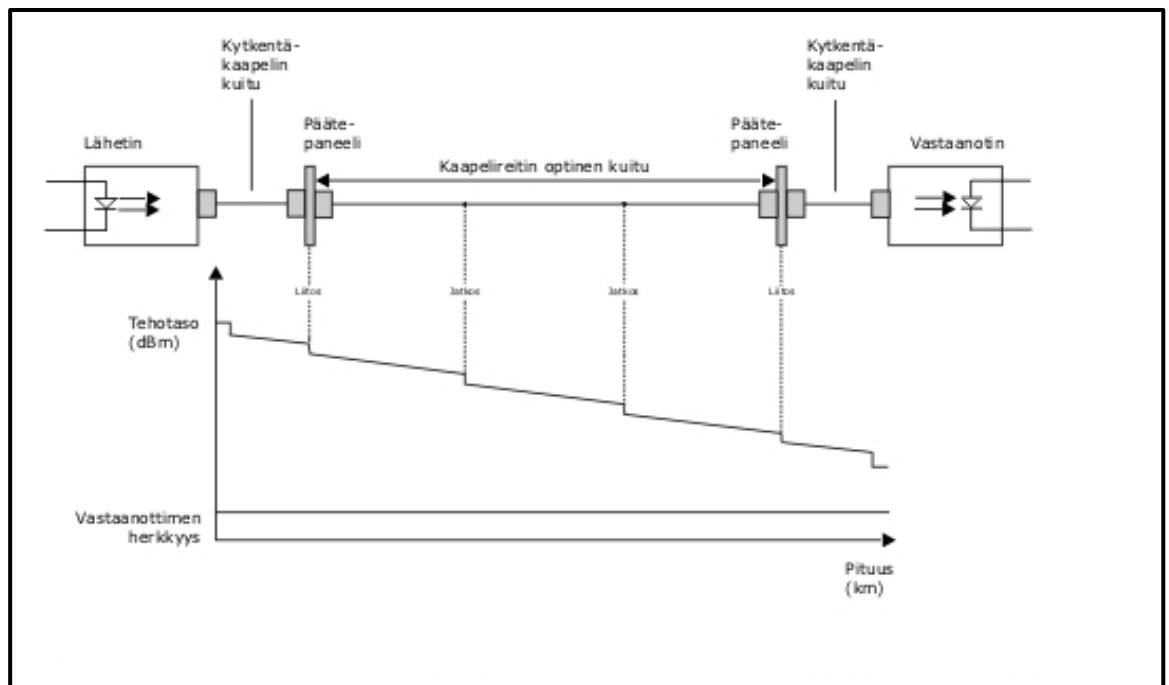 Kytkentä-
kaapelin
kuitu
Kytkentä-
kaapelin
kuitu
Lähetin
Pääte-
paneeli
Kaapelireitin optinen kuitu
Pääte-
paneeli
Vastaanotin
Liitos
Jatkos
Jatkos
Liitos
Tehotaso
(dBm)
Vastaanottimen
herkkyys
Pituus
(km)